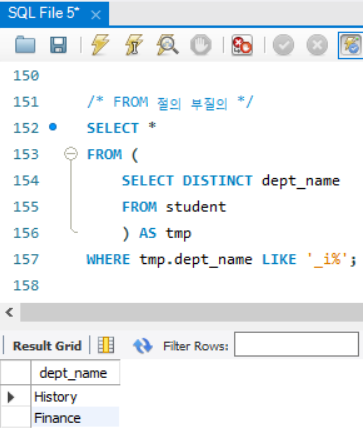 SQL File 5*
150
151 /* FROM 절의 부질의 */
152 SELECT *
153 FROM (
154 SELECT DISTINCT dept_name
155 FROM student
156 ) AS tmp
157 WHERE tmp.dept_name LIKE '_i%';
158
Result Grid Filter Rows:
dept_name
History
Finance